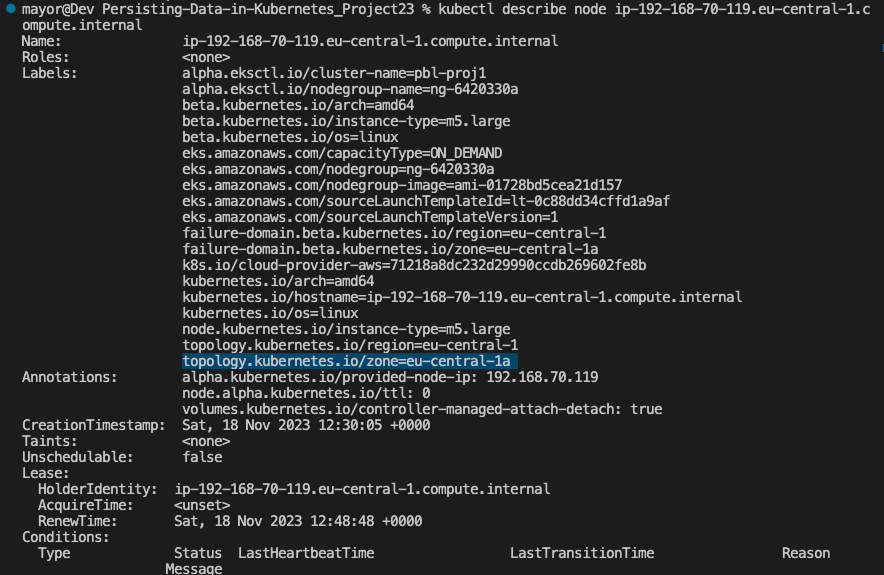 mayor@Dev Persisting-Data-in-Kubernetes_Project23 % kubectl describe node ip-192-168-70-119.eu-central-1.c
ompute.internal
Name: ip-192-168-70-119.eu-central-1.compute.internal
Roles: <none>
Labels: alpha.eksctl.io/cluster-name=pbl-proj1
alpha.eksctl.io/nodegroup-name=ng-6420330a
beta.kubernetes.io/arch=amd64
beta.kubernetes.io/instance-type=m5.large
beta.kubernetes.io/os=linux
eks.amazonaws.com/capacityType=ON_DEMAND
eks.amazonaws.com/nodegroup=ng-6420330a
eks.amazonaws.com/nodegroup-image=ami-01728bd5cea21d157
eks.amazonaws.com/sourceLaunchTemplateId=lt-0c88dd34cffd1a9af
eks.amazonaws.com/sourceLaunchTemplateVersion=1
failure-domain.beta.kubernetes.io/region=eu-central-1
failure-domain.beta.kubernetes.io/zone=eu-central-1a
k8s.io/cloud-provider-aws=71218a8dc232d29990ccdb269602fe8b
kubernetes.io/arch=amd64
kubernetes.io/hostname=ip-192-168-70-119.eu-central-1.compute.internal
kubernetes.io/os=linux
node.kubernetes.io/instance-type=m5.large
topology.kubernetes.io/region=eu-central-1
topology.kubernetes.io/zone=eu-central-1a
Annotations: alpha.kubernetes.io/provided-node-ip: 192.168.70.119
node.alpha.kubernetes.io/ttl: 0
volumes.kubernetes.io/controller-managed-attach-detach: true
CreationTimestamp: Sat, 18 Nov 2023 12:30:05 +0000
Taints: <none>
Unschedulable: false
Lease:
HolderIdentity: ip-192-168-70-119.eu-central-1.compute.internal
AcquireTime: <unset>
RenewTime: Sat, 18 Nov 2023 12:48:48 +0000
Conditions:
Type Status LastHeartbeatTime LastTransitionTime Reason
Message